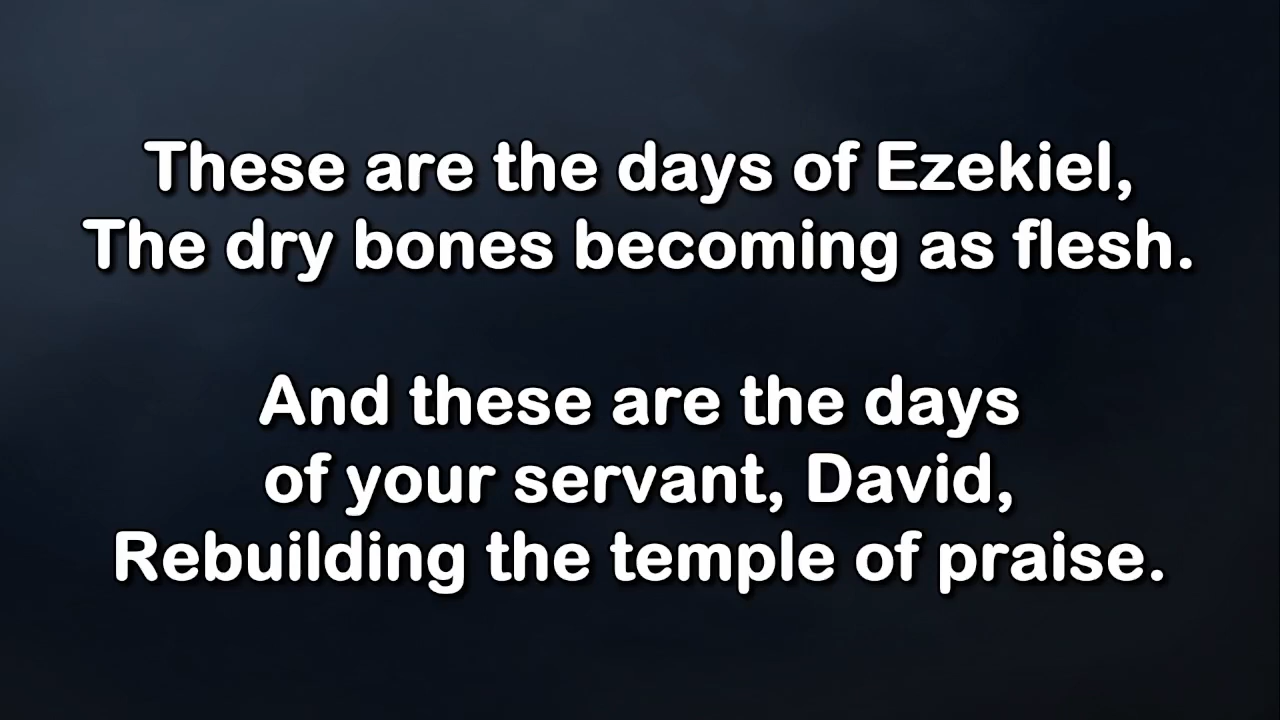 These are the days of Ezekiel,
The dry bones becoming as flesh.
And these are the days
of your servant, David,
Rebuilding the temple of praise.